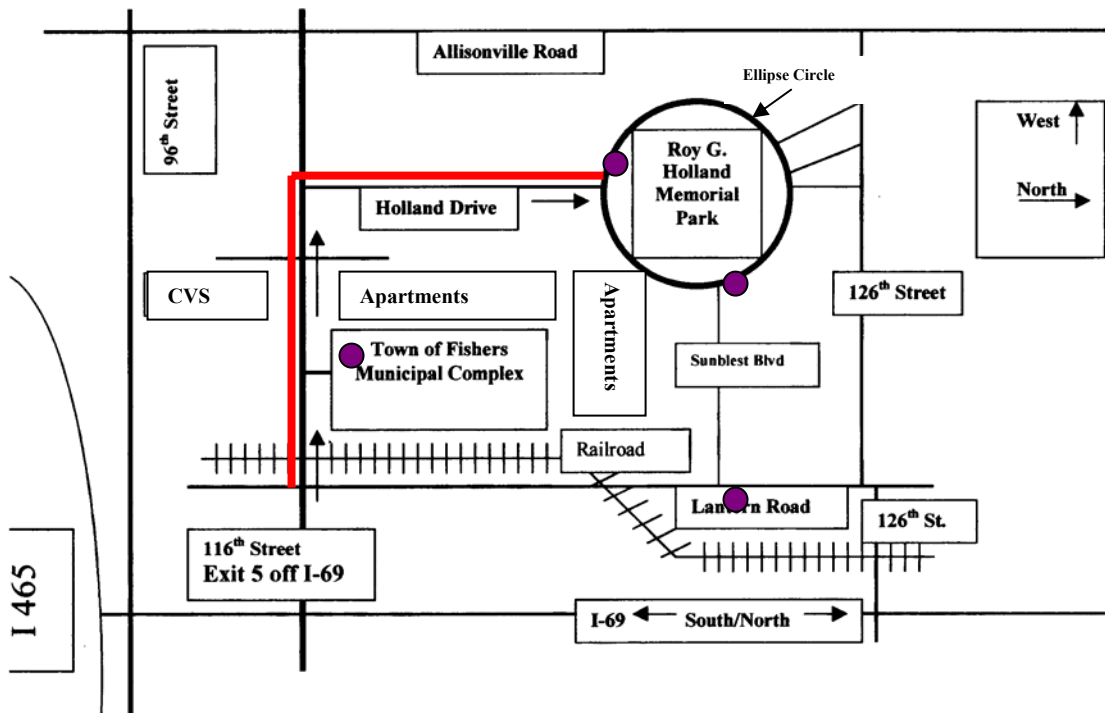 Allisonville Road
Ellipse Circle
96th Street
Roy G.
Holland
Memorial
Park
West
North
Holland Drive
CVS
Apartments
Apartments
126th Street
Town of Fishers
Municipal Complex
Sunblest Blvd
Railroad
Lantern Road
126th St.
116th Street
Exit 5 off I-69
I 465
I-69 South/North